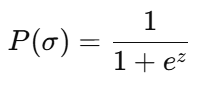 P(σ) = 1 / (1 + e^z)